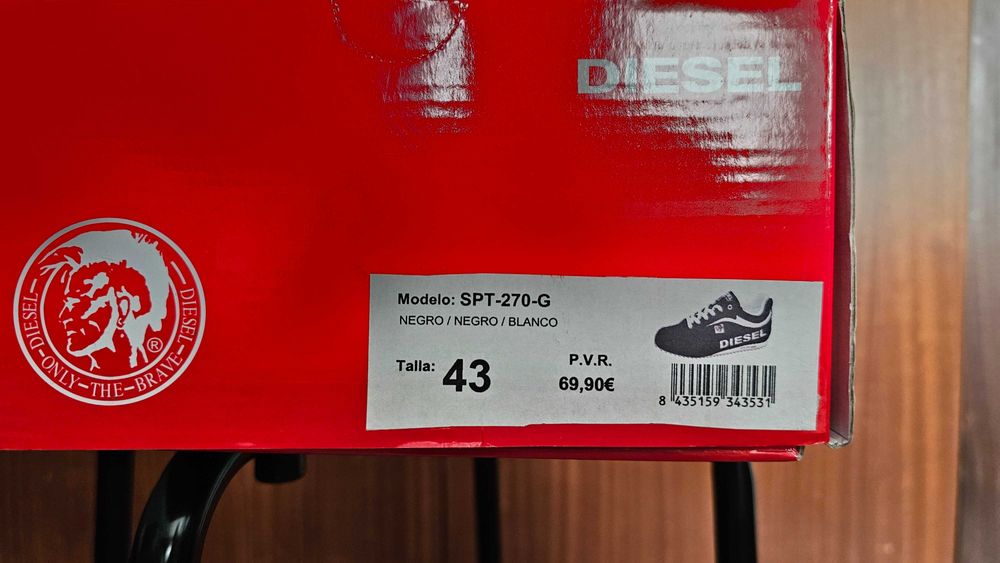 DIESEL
DIESEL-ONLY-THE-BRAVE-DIESEL
®
Modelo: SPT-270-G
NEGRO / NEGRO / BLANCO
Talla: 43
P.V.R.
69,90€
DIESEL
8 435159 343531